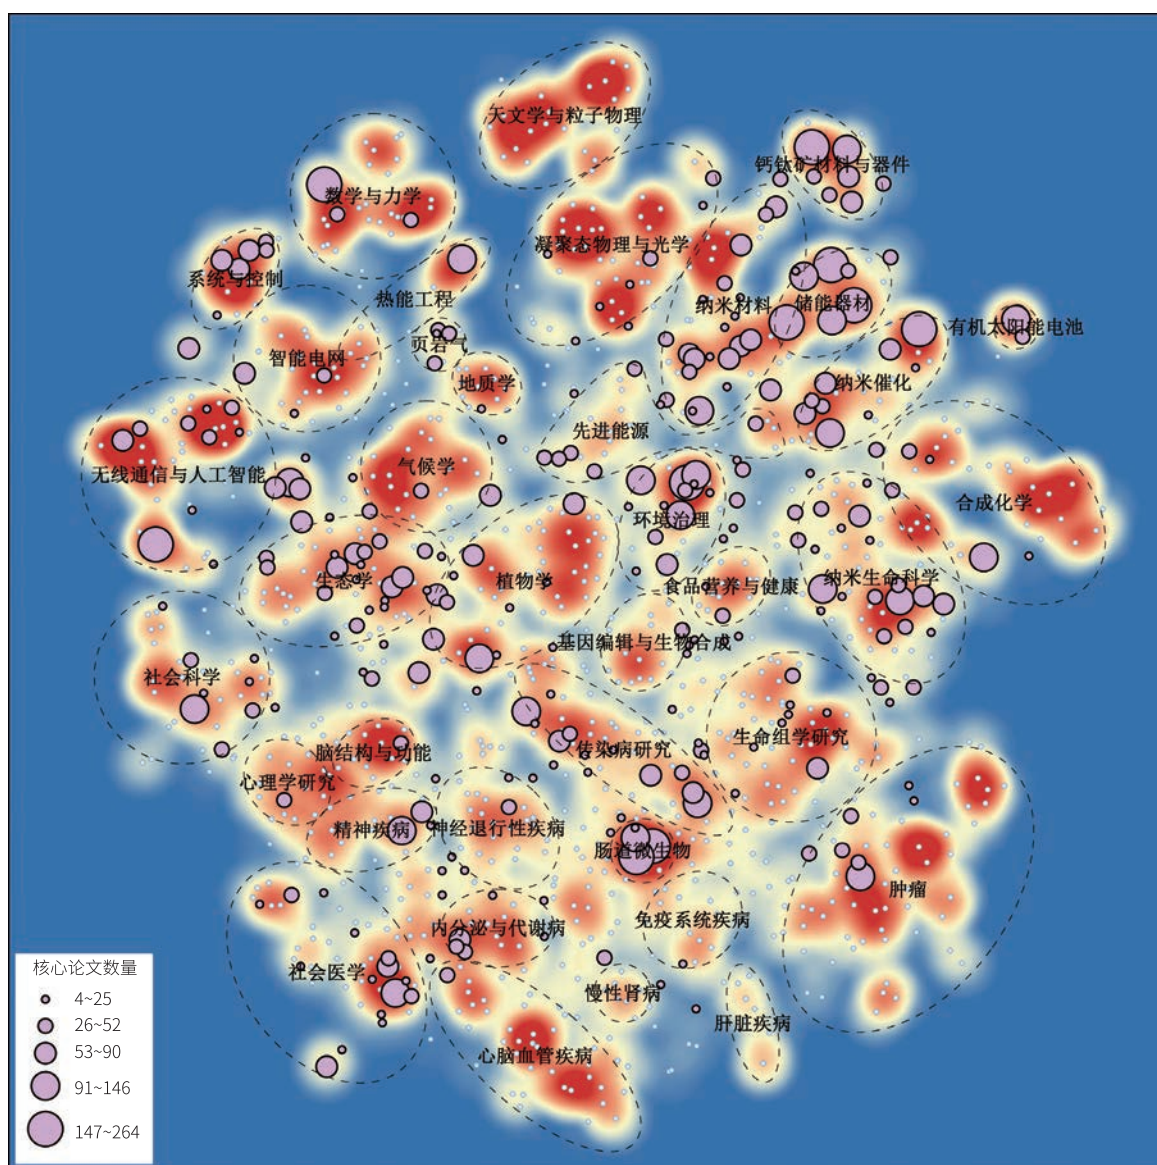 天文学与粒子物理
钙钛矿材料与器件
数学与力学
凝聚态物理与光学
系统与控制
热能工程
纳米材料
储能器材
有机太阳能电池
页岩气
智能电网
地质学
纳米催化
先进能源
气候学
无线通信与人工智能
合成化学
环境治理
生态学
植物学
食品营养与健康
纳米生命科学
基因编辑与生物合成
社会科学
脑结构与功能
传染病研究
生命组学研究
心理学研究
精神疾病
神经退行性疾病
肠道微生物
肿瘤
内分泌与代谢病
免疫系统疾病
社会医学
慢性肾病
肝脏疾病
心脑血管疾病
核心论文数量
4~25
26~52
53~90
91~146
147~264